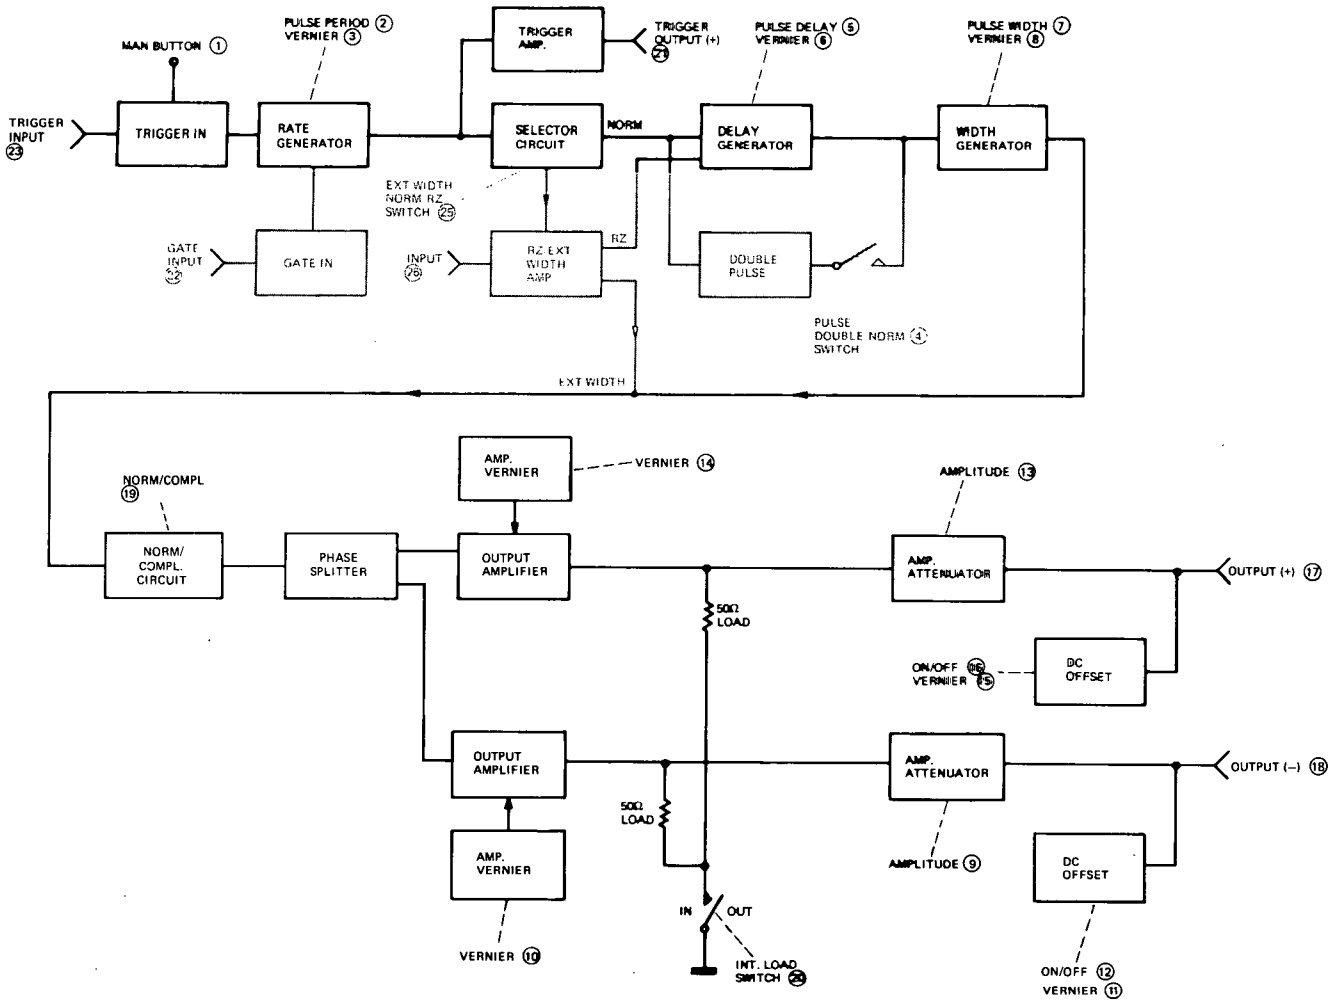 MAN BUTTON 1
PULSE PERIOD 2
VERNIER 3
TRIGGER
AMP.
TRIGGER
OUTPUT (+)
21
PULSE DELAY 5
VERNIER 6
PULSE WIDTH 7
VERNIER 8
TRIGGER
INPUT
23
TRIGGER IN
RATE
GENERATOR
SELECTOR
CIRCUIT
NORM
DELAY
GENERATOR
WIDTH
GENERATOR
EXT WIDTH
NORM RZ
SWITCH 25
GATE
INPUT
22
GATE IN
INPUT
26
RZ EXT
WIDTH
AMP
RZ
DOUBLE
PULSE
PULSE
DOUBLE NORM 4
SWITCH
EXT WIDTH
NORM/COMPL
19
AMP.
VERNIER
VERNIER 14
AMPLITUDE 13
NORM/
COMPL.
CIRCUIT
PHASE
SPLITTER
OUTPUT
AMPLIFIER
AMP.
ATTENUATOR
OUTPUT (+) 17
50Ω
LOAD
ON/OFF 16
VERNIER 15
DC
OFFSET
OUTPUT
AMPLIFIER
AMP.
ATTENUATOR
OUTPUT (–) 18
50Ω
LOAD
AMP.
VERNIER
AMPLITUDE 9
DC
OFFSET
IN OUT
VERNIER 10
INT. LOAD
SWITCH 20
ON/OFF 12
VERNIER 11